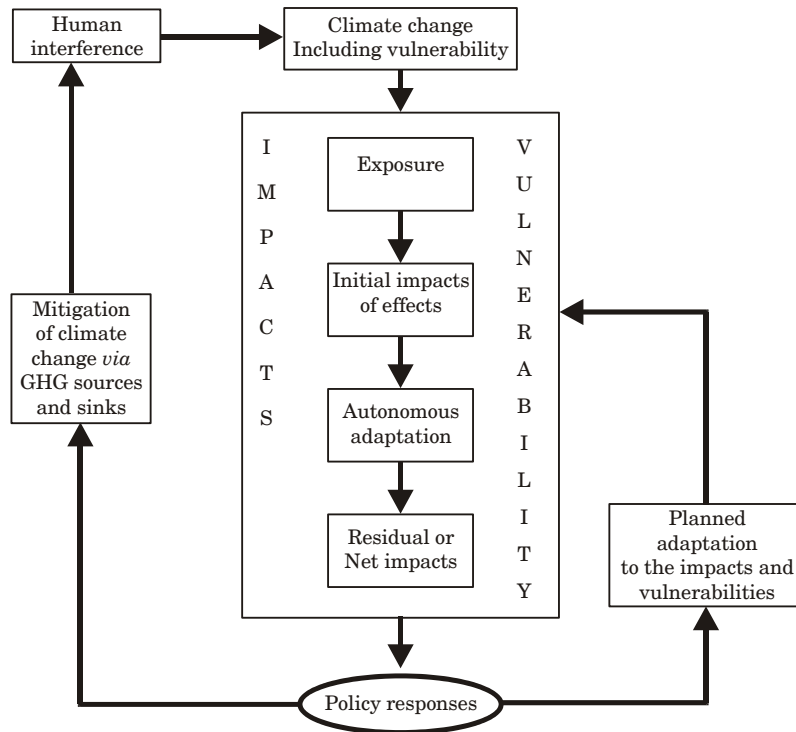 Human
interference
Climate change
Including vulnerability
I
M
P
A
C
T
S
Exposure
Initial impacts
of effects
Autonomous
adaptation
Residual or
Net impacts
V
U
L
N
E
R
A
B
I
L
I
T
Y
Mitigation
of climate
change via
GHG sources
and sinks
Planned
adaptation
to the impacts and
vulnerabilities
Policy responses